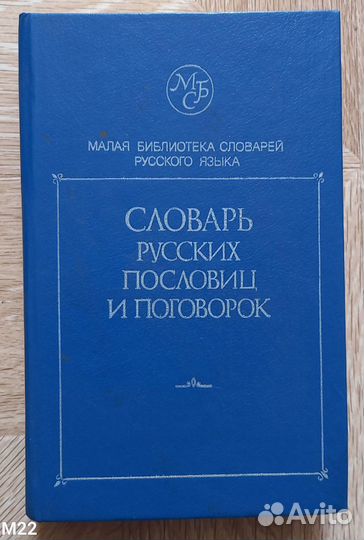 МБС
МАЛАЯ БИБЛИОТЕКА СЛОВАРЕЙ
РУССКОГО ЯЗЫКА
СЛОВАРЬ
РУССКИХ
ПОСЛОВИЦ
И ПОГОВОРОК
M22
Avito